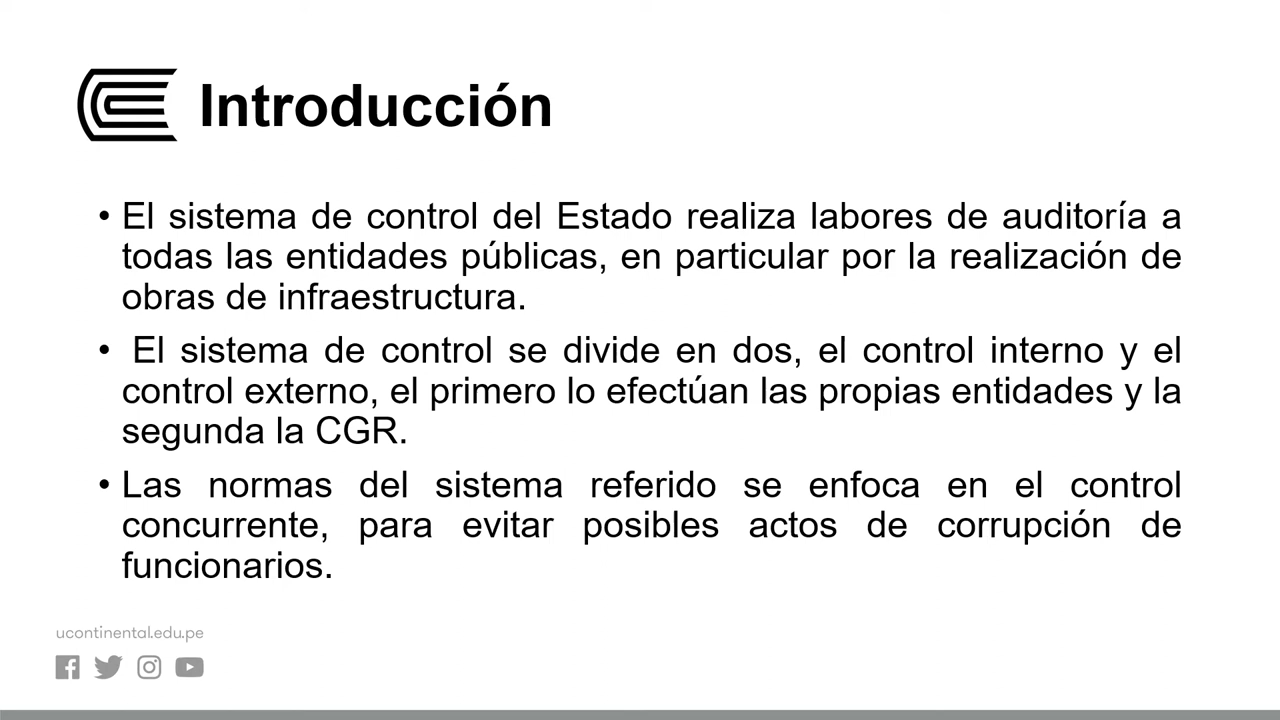 Introducción
• El sistema de control del Estado realiza labores de auditoría a
todas las entidades públicas, en particular por la realización de
obras de infraestructura.
• El sistema de control se divide en dos, el control interno y el
control externo, el primero lo efectúan las propias entidades y la
segunda la CGR.
• Las normas del sistema referido se enfoca en el control
concurrente, para evitar posibles actos de corrupción de
funcionarios.
ucontinental.edu.pe